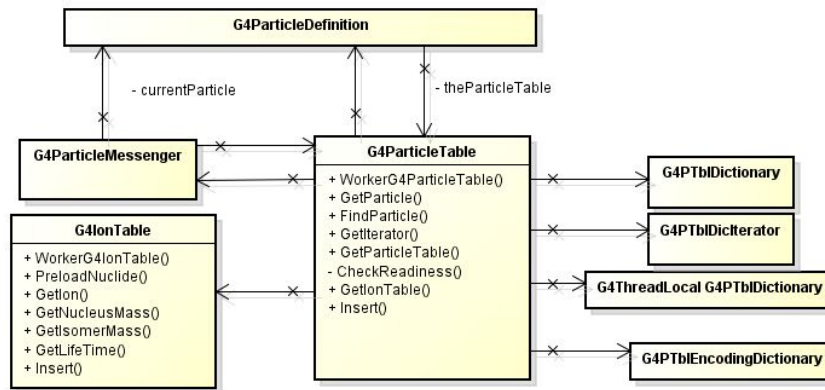 G4ParticleDefinition
- currentParticle
- theParticleTable
G4ParticleMessenger
G4ParticleTable
+ WorkerG4ParticleTable()
+ GetParticle()
+ FindParticle()
+ GetIterator()
+ GetParticleTable()
- CheckReadiness()
+ GetIonTable()
+ Insert()
G4IonTable
+ WorkerG4IonTable()
+ PreloadNuclide()
+ GetIon()
+ GetNucleusMass()
+ GetIsomerMass()
+ GetLifeTime()
+ Insert()
G4PTblDictionary
G4PTblDicIterator
G4ThreadLocal G4PTblDictionary
G4PTblEncodingDictionary